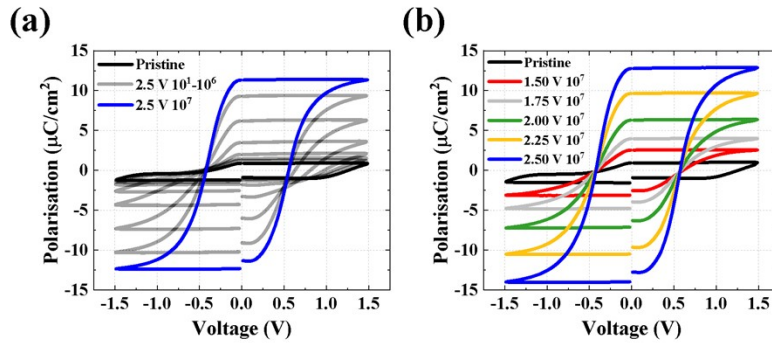 (a)
Polarisation (µC/cm²)
15
10
5
0
-5
-10
-15
Pristine
2.5 V 10¹-10⁶
2.5 V 10⁷
-1.5 -1.0 -0.5 0.0 0.5 1.0 1.5
Voltage (V)
(b)
Polarisation (µC/cm²)
15
10
5
0
-5
-10
-15
Pristine
1.50 V 10⁷
1.75 V 10⁷
2.00 V 10⁷
2.25 V 10⁷
2.50 V 10⁷
-1.5 -1.0 -0.5 0.0 0.5 1.0 1.5
Voltage (V)